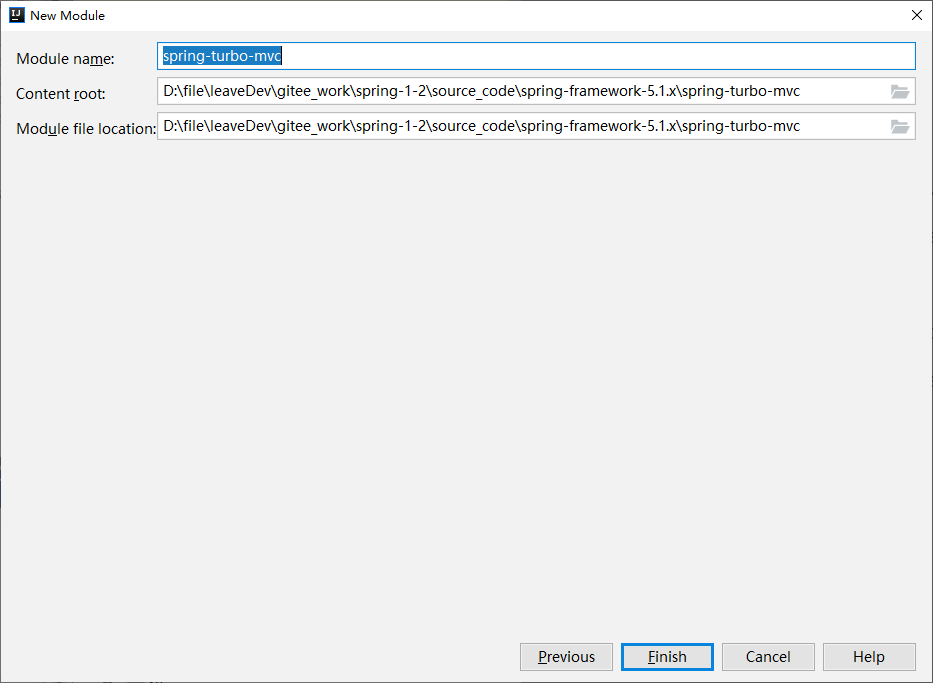 IJ New Module
Module name: spring-turbo-mvc
Content root: D:\file\leaveDev\gitee_work\spring-1-2\source_code\spring-framework-5.1.x\spring-turbo-mvc
Module file location: D:\file\leaveDev\gitee_work\spring-1-2\source_code\spring-framework-5.1.x\spring-turbo-mvc
Previous Finish Cancel Help